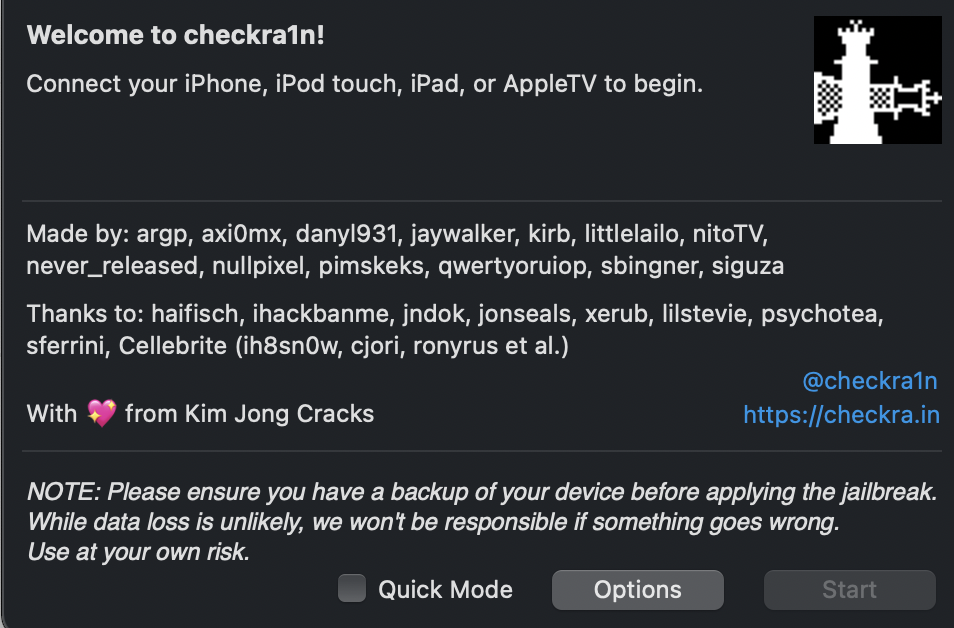 Welcome to checkra1n!
Connect your iPhone, iPod touch, iPad, or AppleTV to begin.
Made by: argp, axi0mx, danyl931, jaywalker, kirb, littlelailo, nitoTV,
never_released, nullpixel, pimskeks, qwertyoruiop, sbingner, siguza
Thanks to: haifisch, ihackbanme, jndok, jonseals, xerub, lilstevie, psychotea,
sferrini, Cellebrite (ih8sn0w, cjori, ronyrus et al.)
@checkra1n
With 💖 from Kim Jong Cracks
https://checkra.in
NOTE: Please ensure you have a backup of your device before applying the jailbreak.
While data loss is unlikely, we won't be responsible if something goes wrong.
Use at your own risk.
Quick Mode
Options
Start